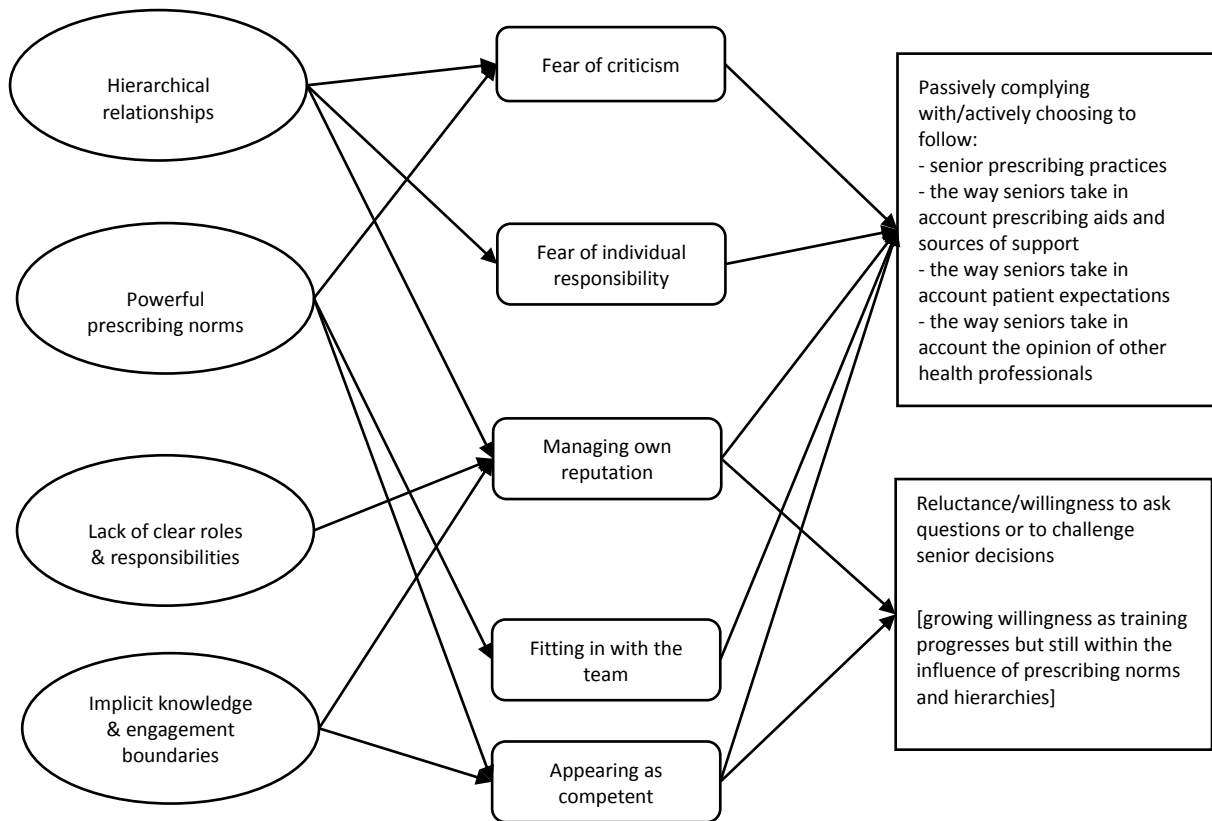 Hierarchical
relationships
Powerful
prescribing norms
Lack of clear roles
& responsibilities
Implicit knowledge
& engagement
boundaries
Fear of criticism
Fear of individual
responsibility
Managing own
reputation
Fitting in with the
team
Appearing as
competent
Passively complying
with/actively choosing to
follow:
- senior prescribing practices
- the way seniors take in
account prescribing aids and
sources of support
- the way seniors take in
account patient expectations
- the way seniors take in
account the opinion of other
health professionals
Reluctance/willingness to ask
questions or to challenge
senior decisions
[growing willingness as training
progresses but still within the
influence of prescribing norms
and hierarchies]